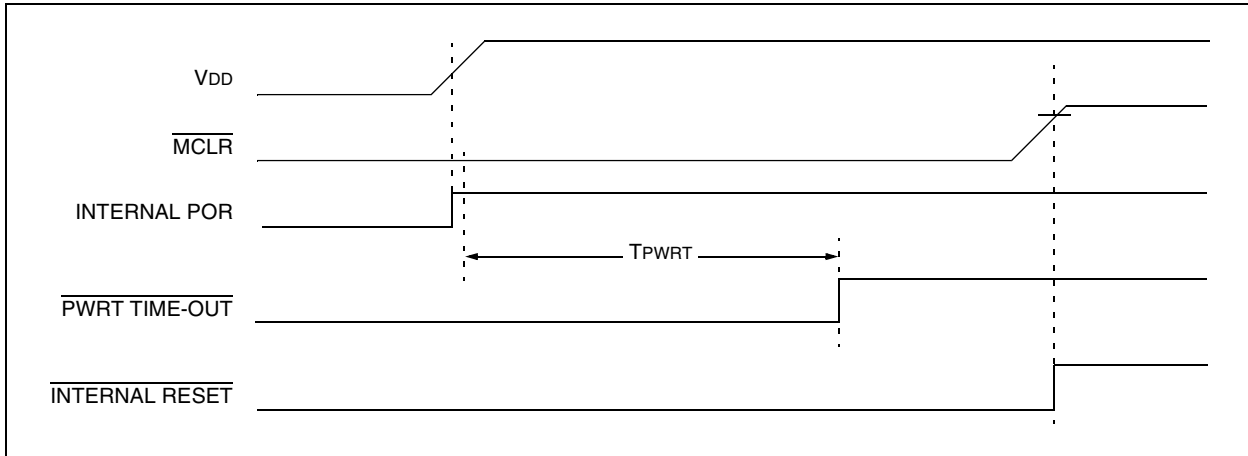 VDD
MCLR
INTERNAL POR
TPWRT
PWRT TIME-OUT
INTERNAL RESET